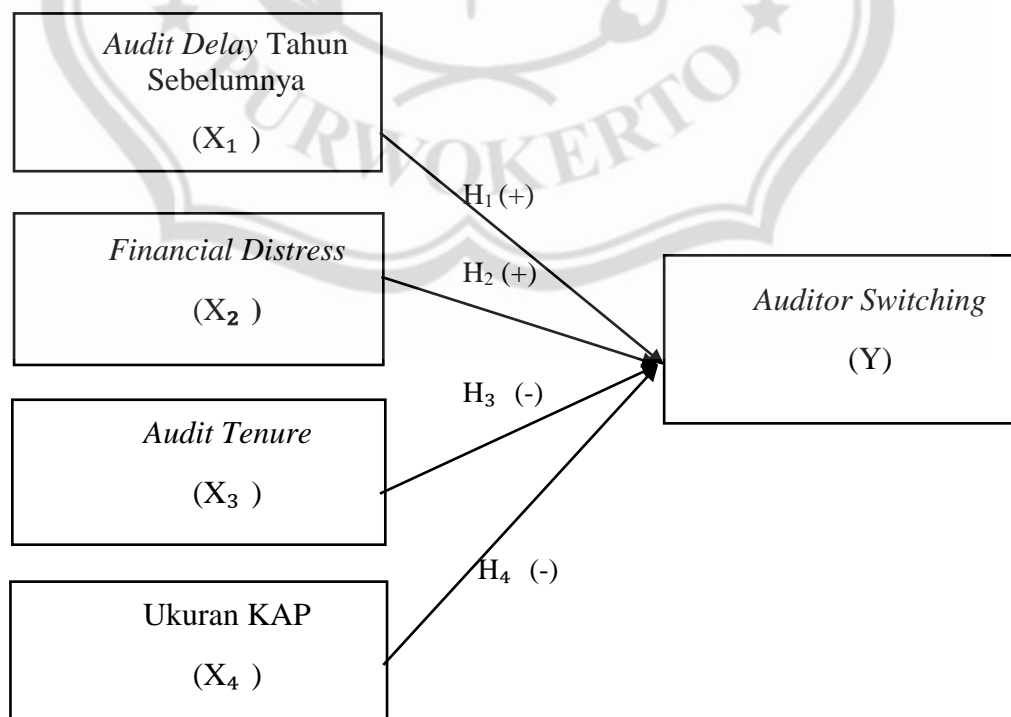 Audit Delay Tahun
Sebelumnya
(X₁ )
PURWOKERTO
H₁ (+)
Financial Distress
(X₂ )
H₂ (+)
Auditor Switching
(Y)
H₃ (-)
Audit Tenure
(X₃ )
H₄ (-)
Ukuran KAP
(X₄ )